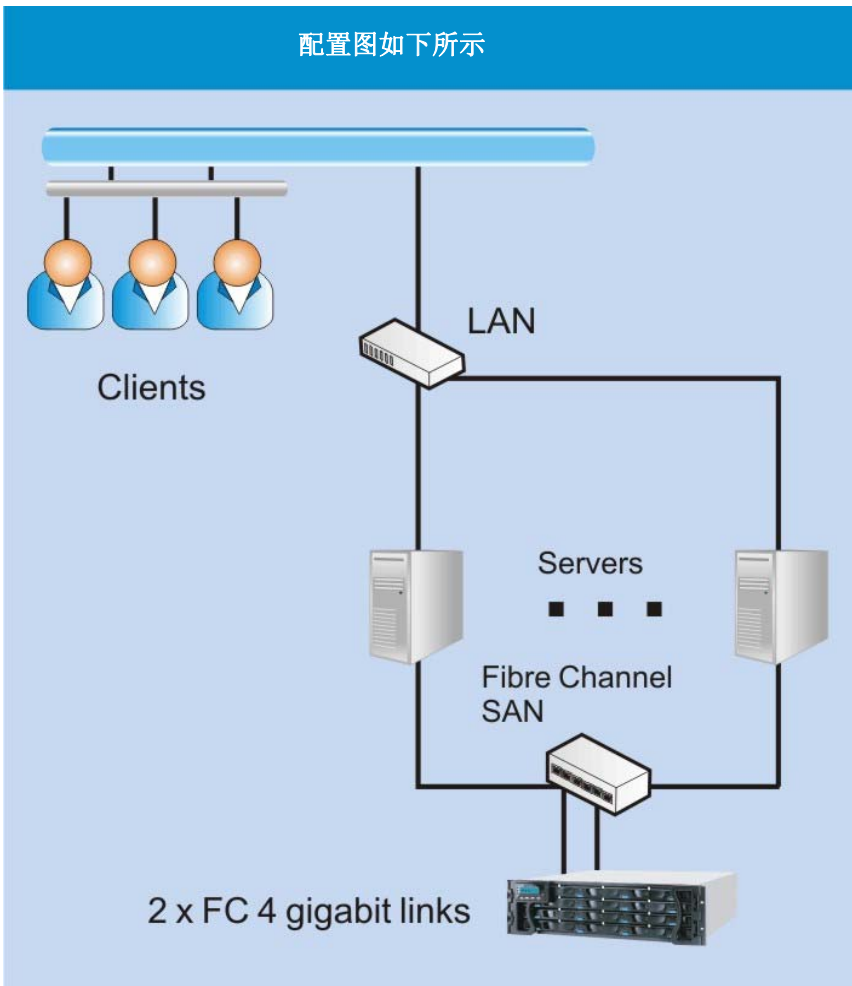 配置图如下所示
LAN
Clients
Servers
Fibre Channel
SAN
2 x FC 4 gigabit links